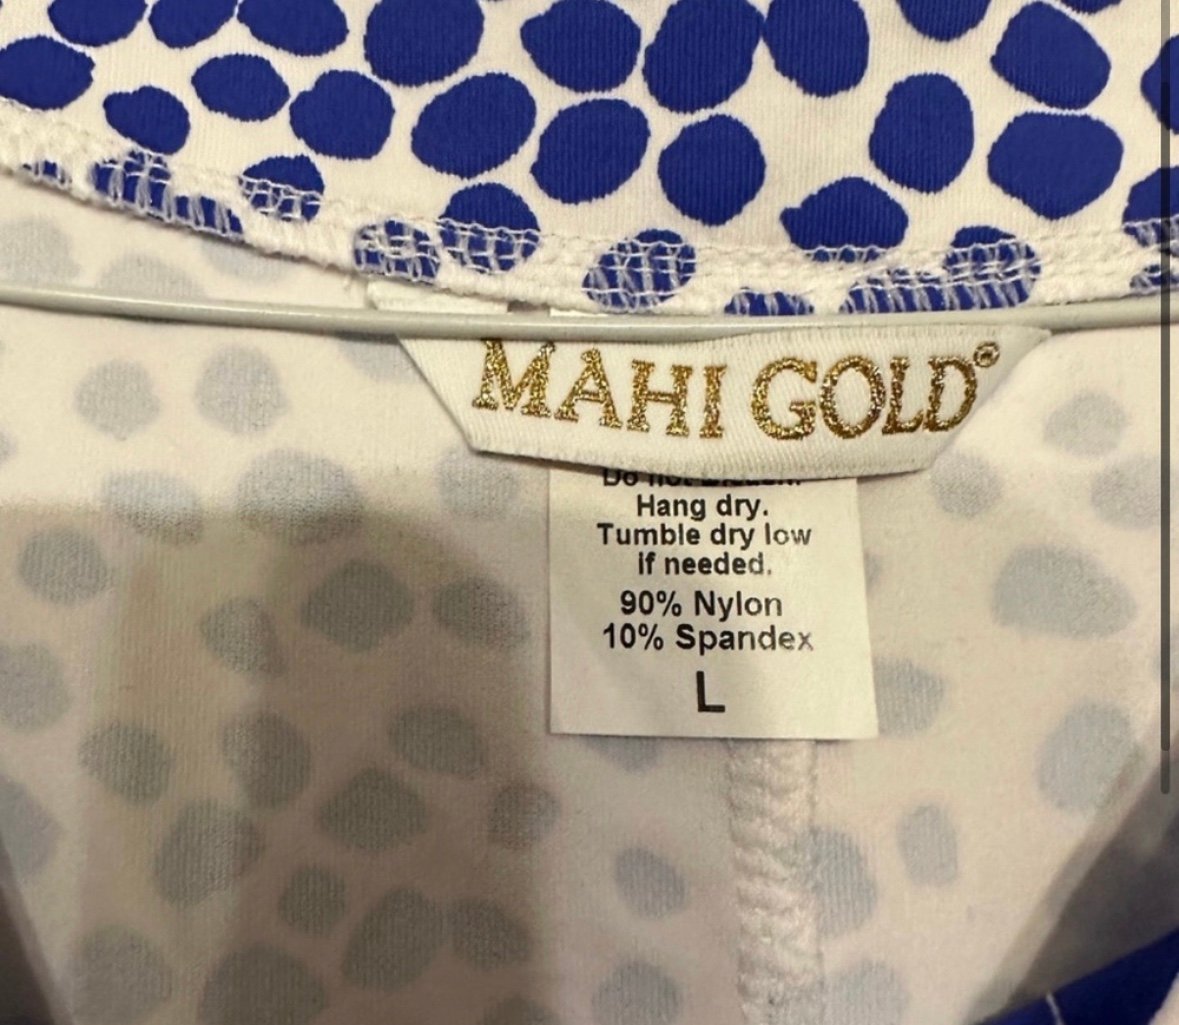 MAHI GOLD®
Hang dry.
Tumble dry low
if needed.
90% Nylon
10% Spandex
L